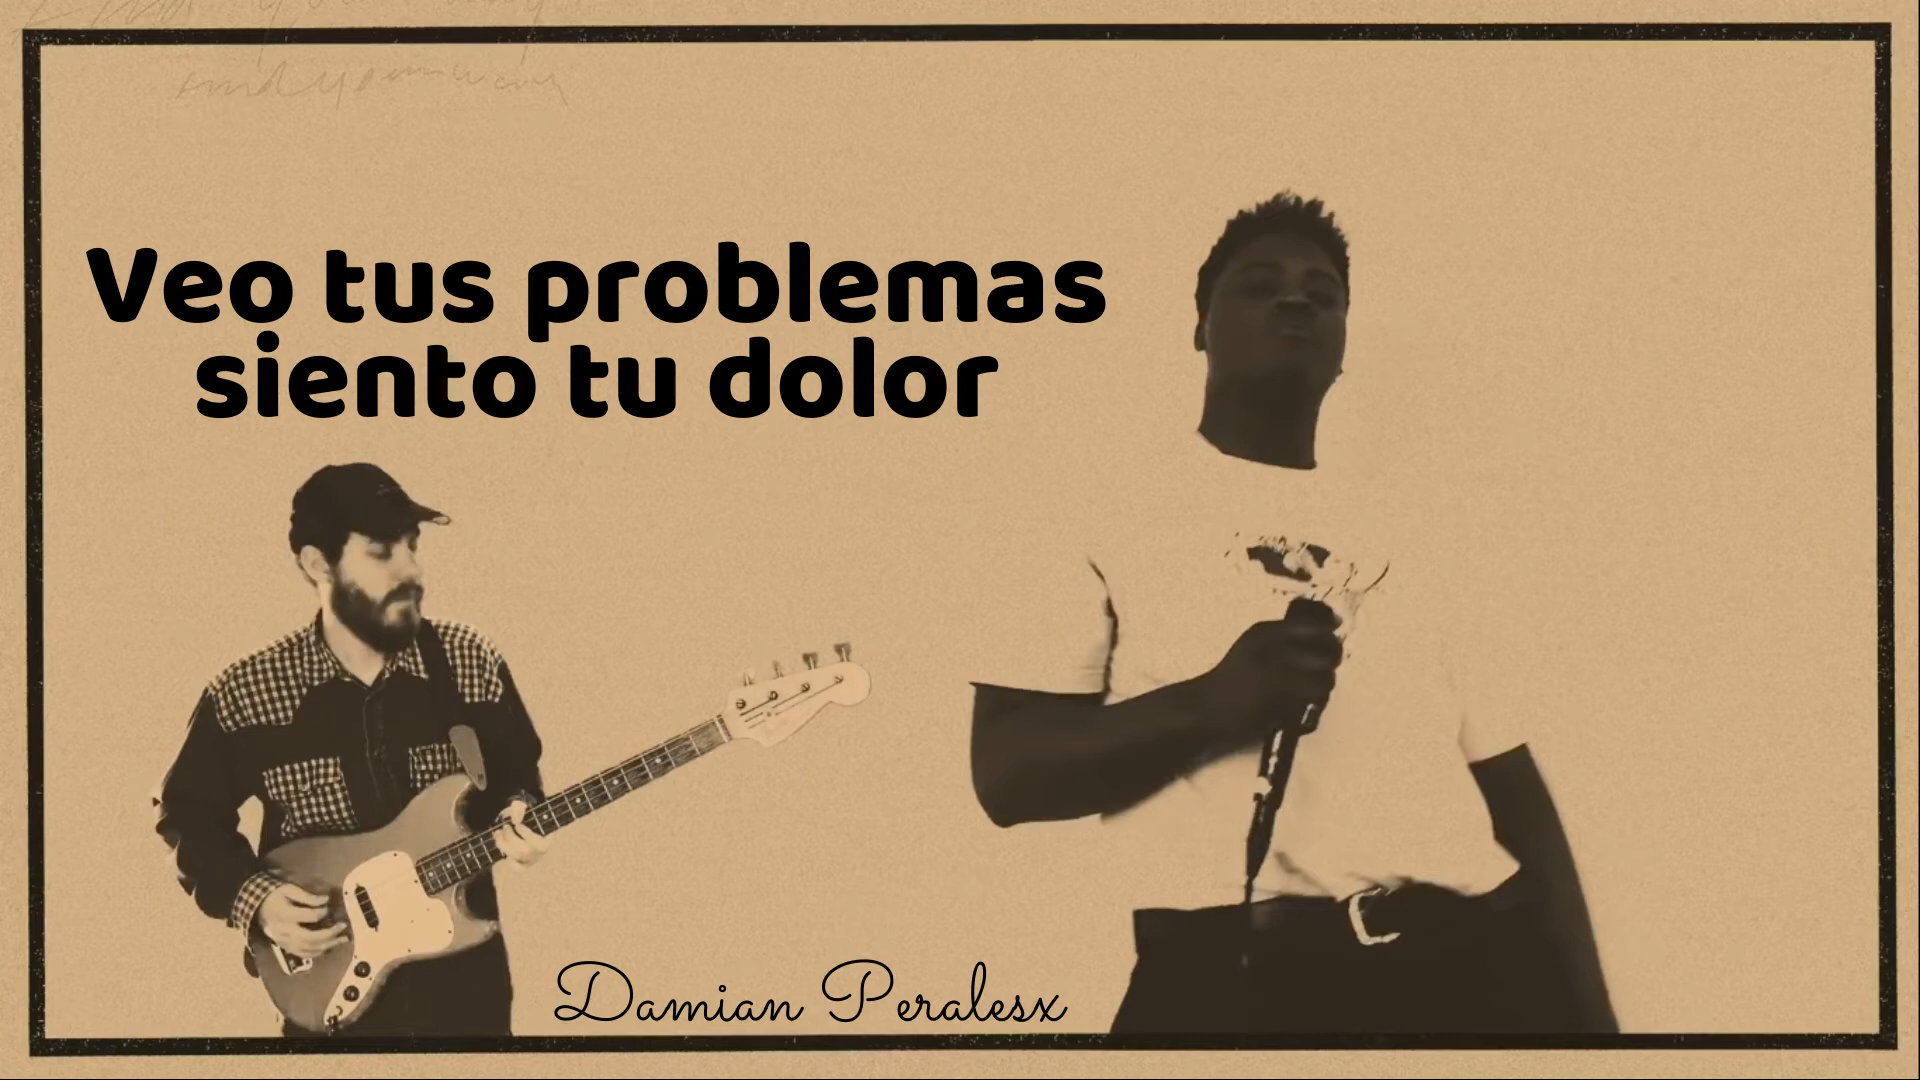 Veo tus problemas
siento tu dolor
Damian Peralesx